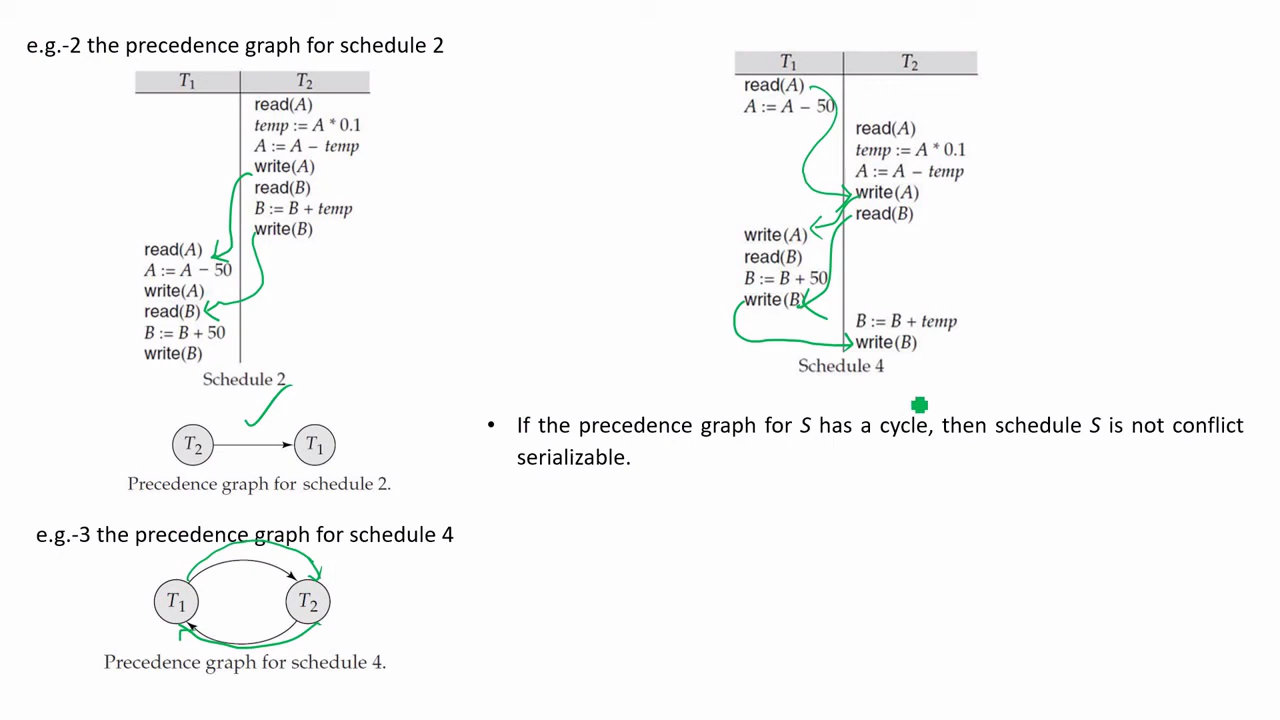 e.g.-2 the precedence graph for schedule 2
T1 T2
read(A)
temp := A * 0.1
A := A − temp
write(A)
read(B)
B := B + temp
write(B)
read(A)
A := A − 50
write(A)
read(B)
B := B + 50
write(B)
Schedule 2
T2 T1
Precedence graph for schedule 2.
e.g.-3 the precedence graph for schedule 4
T1 T2
Precedence graph for schedule 4.
T1 T2
read(A)
A := A − 50
read(A)
temp := A * 0.1
A := A − temp
write(A)
read(B)
write(A)
read(B)
B := B + 50
write(B)
B := B + temp
write(B)
Schedule 4
• If the precedence graph for S has a cycle, then schedule S is not conflict
serializable.